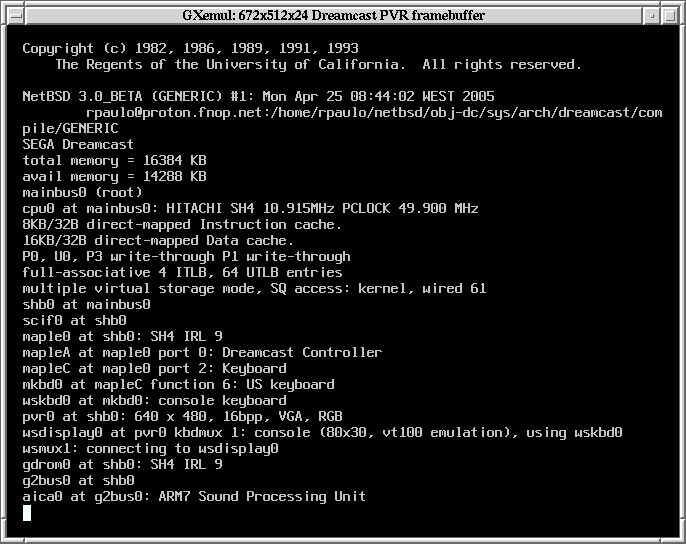 GXemul: 672x512x24 Dreamcast PVR framebuffer
Copyright (c) 1982, 1986, 1989, 1991, 1993
The Regents of the University of California.  All rights reserved.
NetBSD 3.0_BETA (GENERIC) #1: Mon Apr 25 08:44:02 WEST 2005
rpaulo@proton.fnop.net:/home/rpaulo/netbsd/obj-dc/sys/arch/dreamcast/com
pile/GENERIC
SEGA Dreamcast
total memory = 16384 KB
avail memory = 14288 KB
mainbus0 (root)
cpu0 at mainbus0: HITACHI SH4 10.915MHz PCLOCK 49.900 MHz
8KB/32B direct-mapped Instruction cache.
16KB/32B direct-mapped Data cache.
P0, U0, P3 write-through P1 write-through
full-associative 4 ITLB, 64 UTLB entries
multiple virtual storage mode, SQ access: kernel, wired 61
shb0 at mainbus0
scif0 at shb0
maple0 at shb0: SH4 IRL 9
mapleA at maple0 port 0: Dreamcast Controller
mapleC at maple0 port 2: Keyboard
mkbd0 at mapleC function 6: US keyboard
wskbd0 at mkbd0: console keyboard
pvr0 at shb0: 640 x 480, 16bpp, VGA, RGB
wsdisplay0 at pvr0 kbdmux 1: console (80x30, vt100 emulation), using wskbd0
wsmux1: connecting to wsdisplay0
gdrom0 at shb0: SH4 IRL 9
g2bus0 at shb0
aica0 at g2bus0: ARM7 Sound Processing Unit